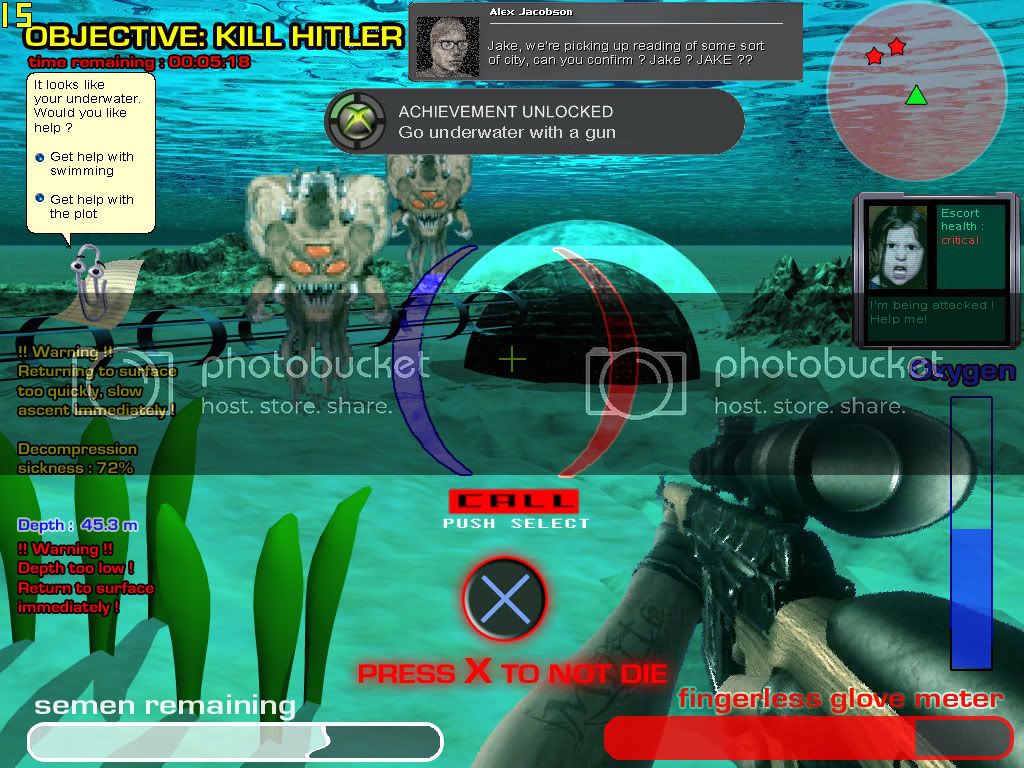 15
OBJECTIVE: KILL HITLER
time remaining : 00:05:18
Alex Jacobson
Jake, we're picking up reading of some sort
of city, can you confirm ? Jake ? JAKE ??
It looks like
your underwater.
Would you like
help ?
Get help with
swimming
Get help with
the plot
ACHIEVEMENT UNLOCKED
Go underwater with a gun
Escort
health :
critical
I'm being attacked !
Help me!
!! Warning !!
Returning to surface
too quickly, slow
ascent immediately !
photobucket
host. store. share.
photobucket
host. store. share.
Oxygen
Decompression
sickness : 72%
CALL
PUSH SELECT
Depth : 45.3 m
!! Warning !!
Depth too low !
Return to surface
immediately !
X
PRESS X TO NOT DIE
semen remaining
fingerless glove meter